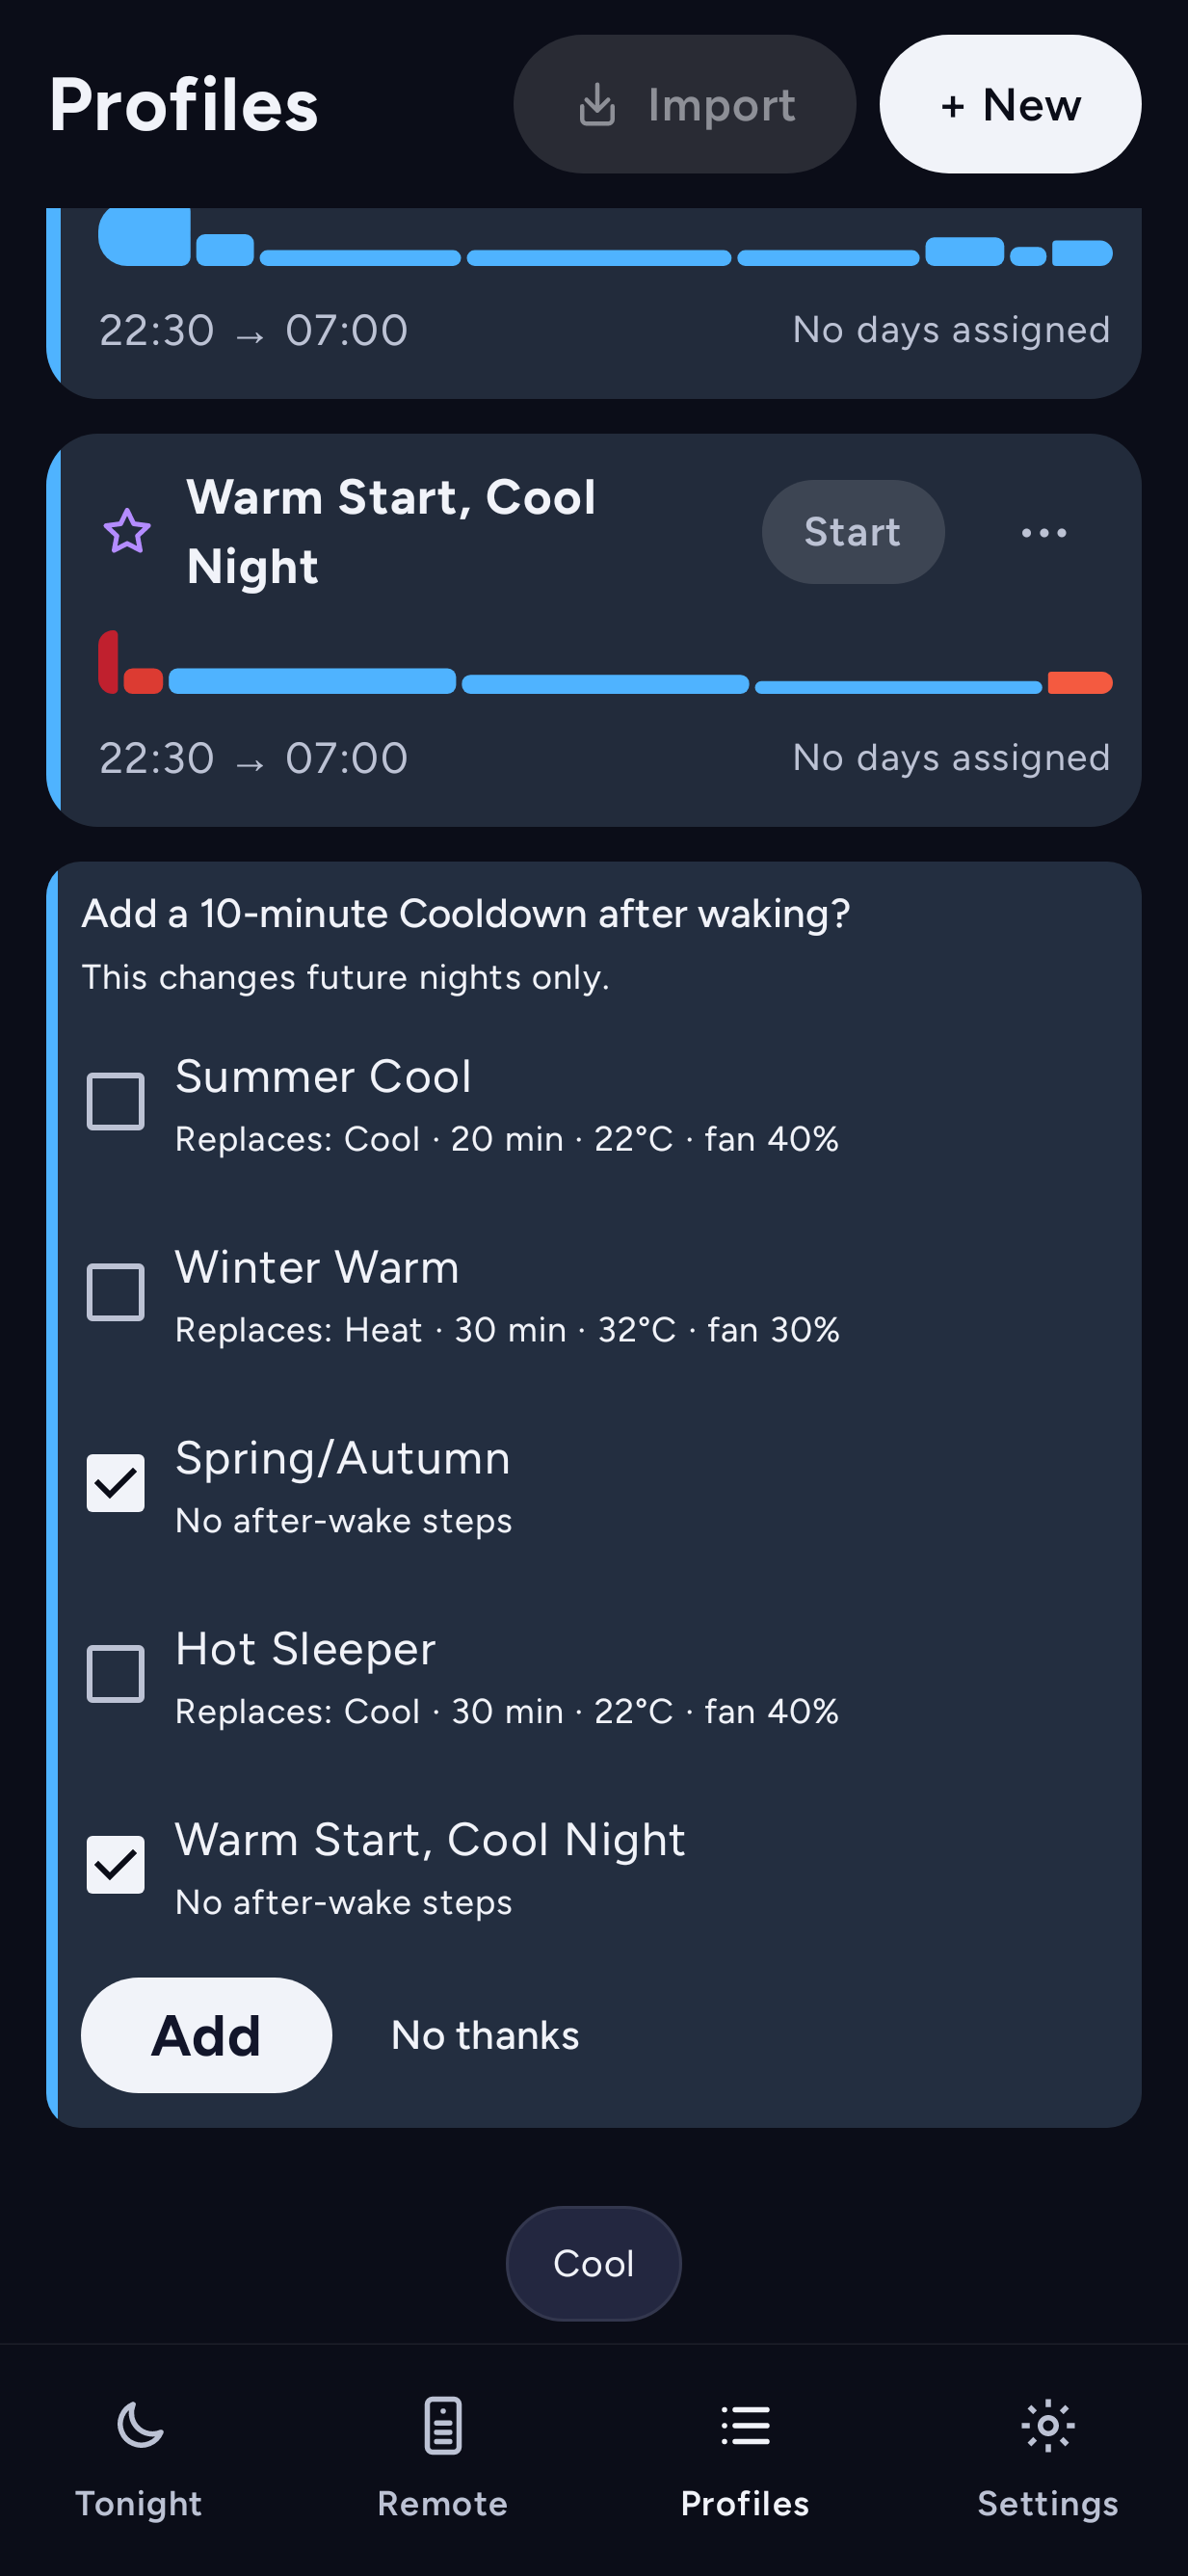 Profiles
Import
+ New
22:30 → 07:00
No days assigned
Warm Start, Cool
Night
Start
22:30 → 07:00
No days assigned
Add a 10-minute Cooldown after waking?
This changes future nights only.
Summer Cool
Replaces: Cool · 20 min · 22°C · fan 40%
Winter Warm
Replaces: Heat · 30 min · 32°C · fan 30%
Spring/Autumn
No after-wake steps
Hot Sleeper
Replaces: Cool · 30 min · 22°C · fan 40%
Warm Start, Cool Night
No after-wake steps
Add
No thanks
Cool
Tonight
Remote
Profiles
Settings